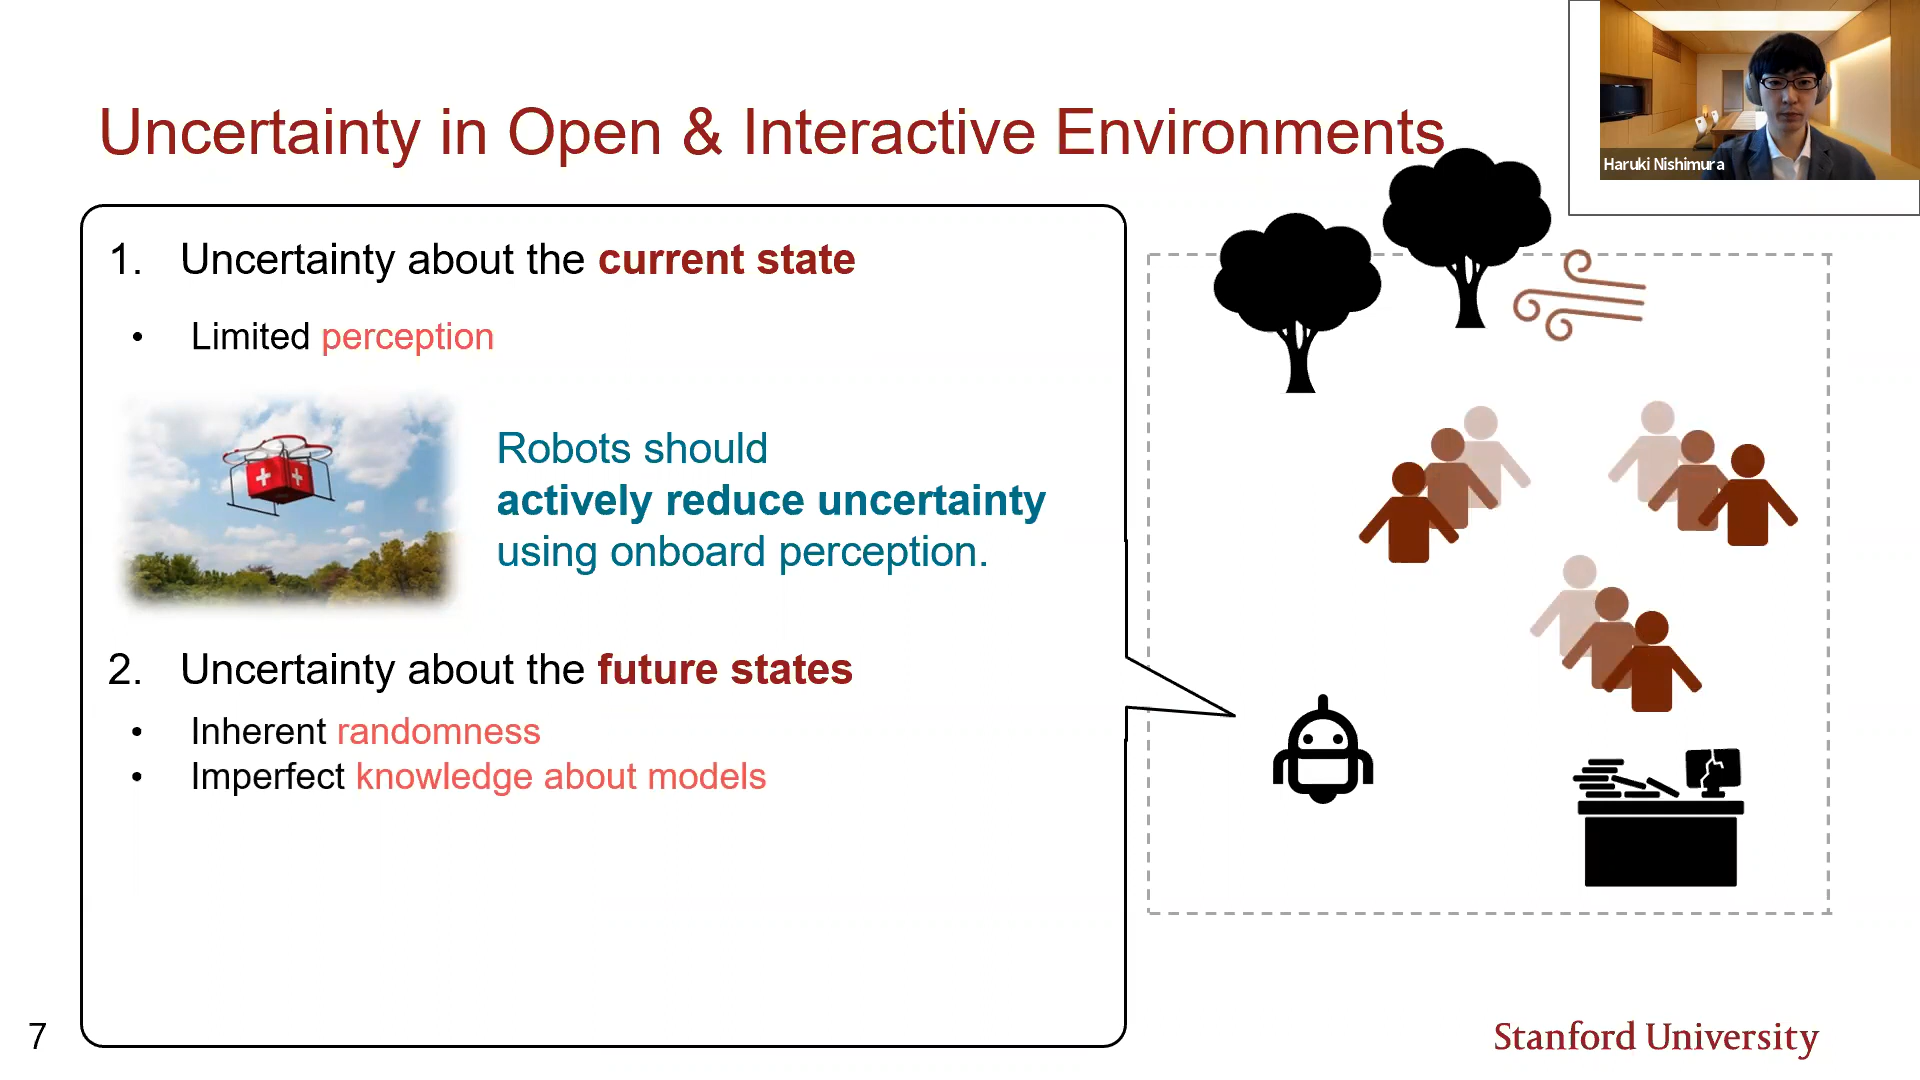 Uncertainty in Open & Interactive Environments
Haruki Nishimura
1. Uncertainty about the current state
• Limited perception
Robots should
actively reduce uncertainty
using onboard perception.
2. Uncertainty about the future states
• Inherent randomness
• Imperfect knowledge about models
7
Stanford University